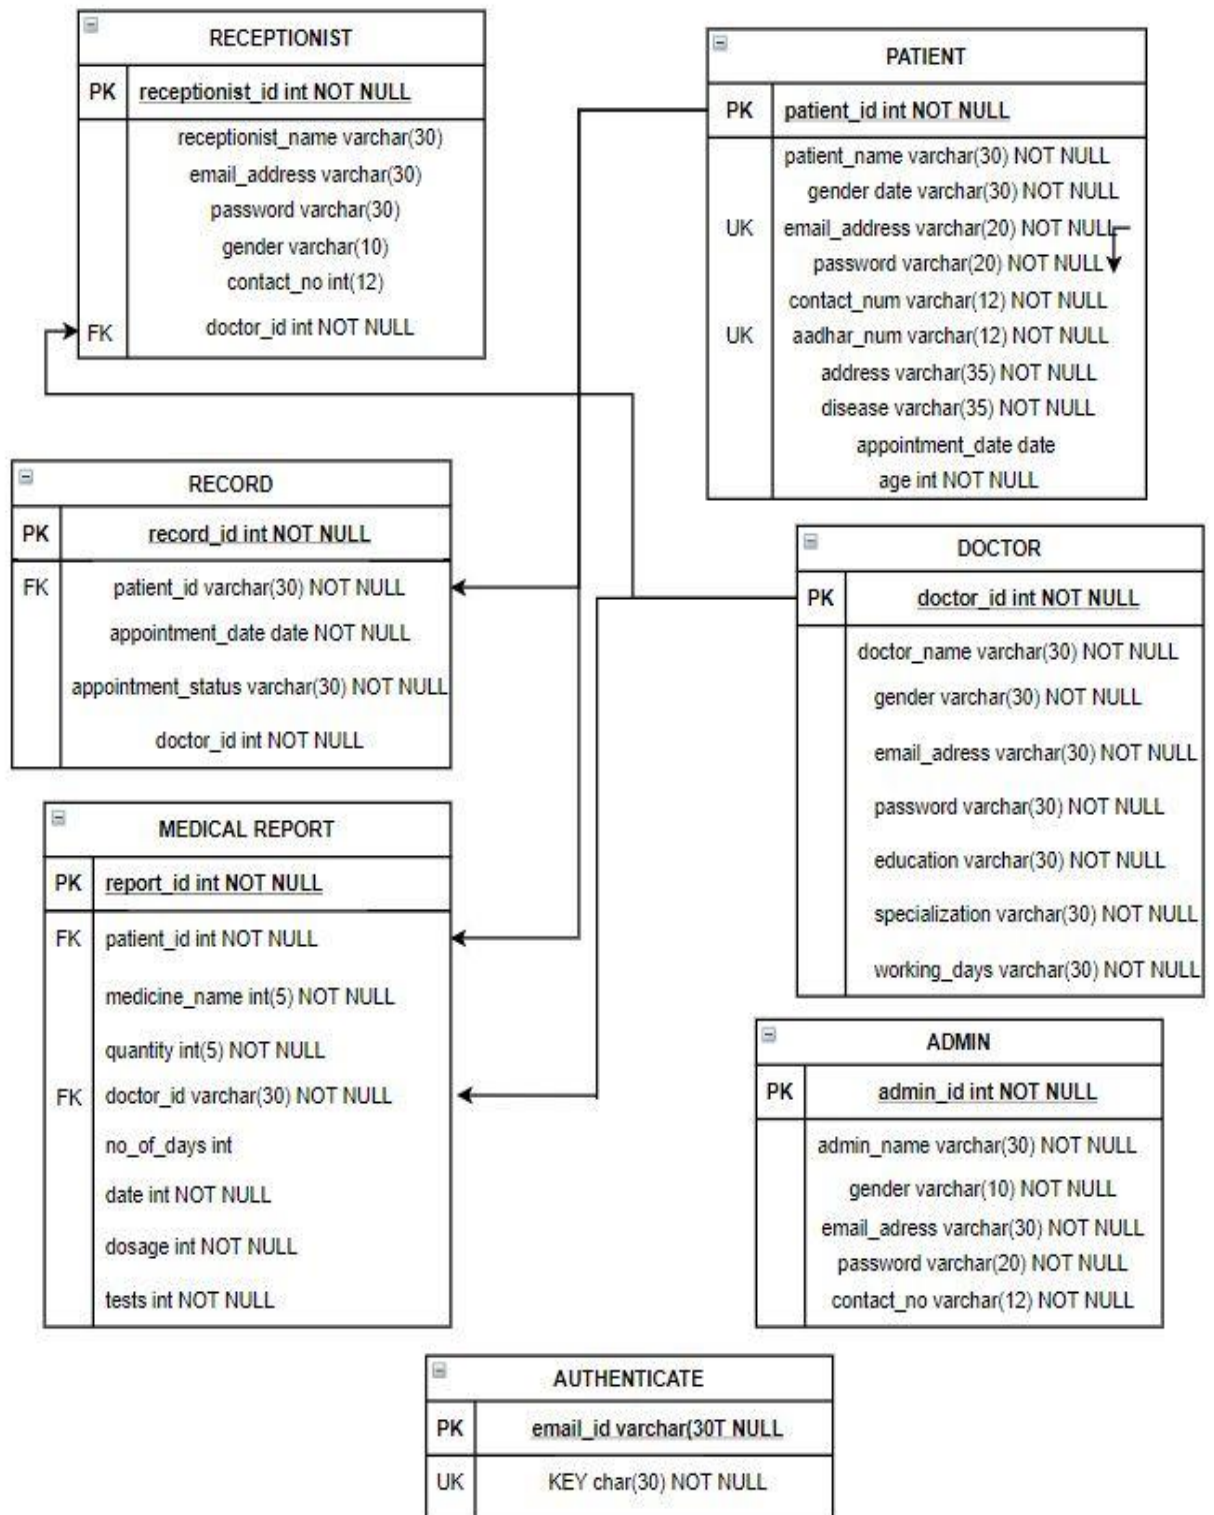 RECEPTIONIST
PK receptionist_id int NOT NULL
receptionist_name varchar(30)
email_address varchar(30)
password varchar(30)
gender varchar(10)
contact_no int(12)
FK doctor_id int NOT NULL
PATIENT
PK patient_id int NOT NULL
patient_name varchar(30) NOT NULL
gender date varchar(30) NOT NULL
UK email_address varchar(20) NOT NULL
password varchar(20) NOT NULL
contact_num varchar(12) NOT NULL
UK aadhar_num varchar(12) NOT NULL
address varchar(35) NOT NULL
disease varchar(35) NOT NULL
appointment_date date
age int NOT NULL
RECORD
PK record_id int NOT NULL
FK patient_id varchar(30) NOT NULL
appointment_date date NOT NULL
appointment_status varchar(30) NOT NULL
doctor_id int NOT NULL
DOCTOR
PK doctor_id int NOT NULL
doctor_name varchar(30) NOT NULL
gender varchar(30) NOT NULL
email_adress varchar(30) NOT NULL
password varchar(30) NOT NULL
education varchar(30) NOT NULL
specialization varchar(30) NOT NULL
working_days varchar(30) NOT NULL
MEDICAL REPORT
PK report_id int NOT NULL
FK patient_id int NOT NULL
medicine_name int(5) NOT NULL
quantity int(5) NOT NULL
FK doctor_id varchar(30) NOT NULL
no_of_days int
date int NOT NULL
dosage int NOT NULL
tests int NOT NULL
ADMIN
PK admin_id int NOT NULL
admin_name varchar(30) NOT NULL
gender varchar(10) NOT NULL
email_adress varchar(30) NOT NULL
password varchar(20) NOT NULL
contact_no varchar(12) NOT NULL
AUTHENTICATE
PK email_id varchar(30T NULL
UK KEY char(30) NOT NULL